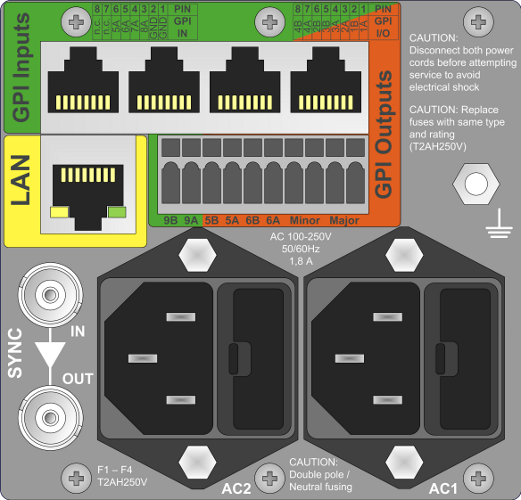 8 7 6 5 4 3 2 1 PIN
n.c. n.c. 5A 6A 7A 8A GND GND GPI
IN
8 7 6 5 4 3 2 1 PIN
GPI
I/O
GPI Inputs
GPI Outputs
CAUTION:
Disconnect both power
cords before attempting
service to avoid
electrical shock
CAUTION: Replace
fuses with same type
and rating
(T2AH250V)
LAN
9B 9A 5B 5A 6B 6A Minor Major
AC 100-250V
50/60Hz
1,8 A
SYNC
IN
OUT
F1 – F4
T2AH250V
AC2
CAUTION:
Double pole /
Neutral fusing
AC1